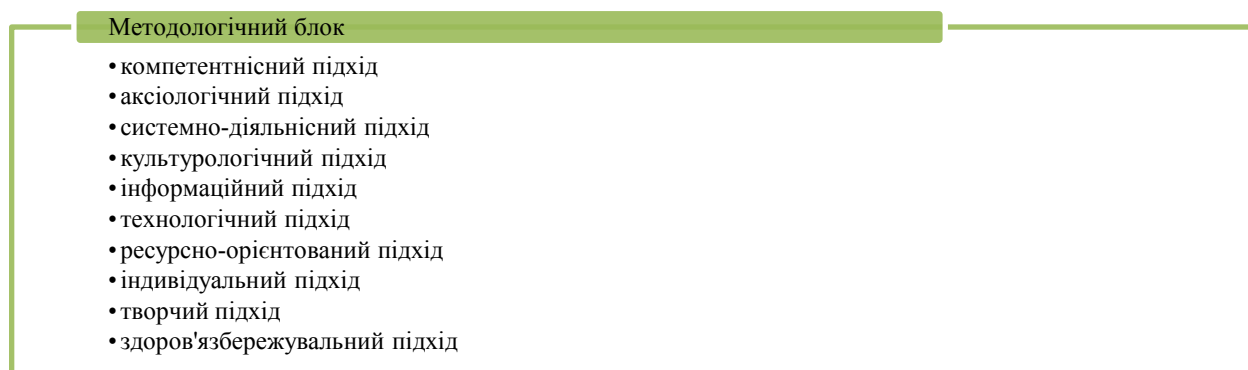 Методологічний блок
• компетентнісний підхід
• аксіологічний підхід
• системно-діяльнісний підхід
• культурологічний підхід
• інформаційний підхід
• технологічний підхід
• ресурсно-орієнтований підхід
• індивідуальний підхід
• творчий підхід
• здоров'язбережувальний підхід